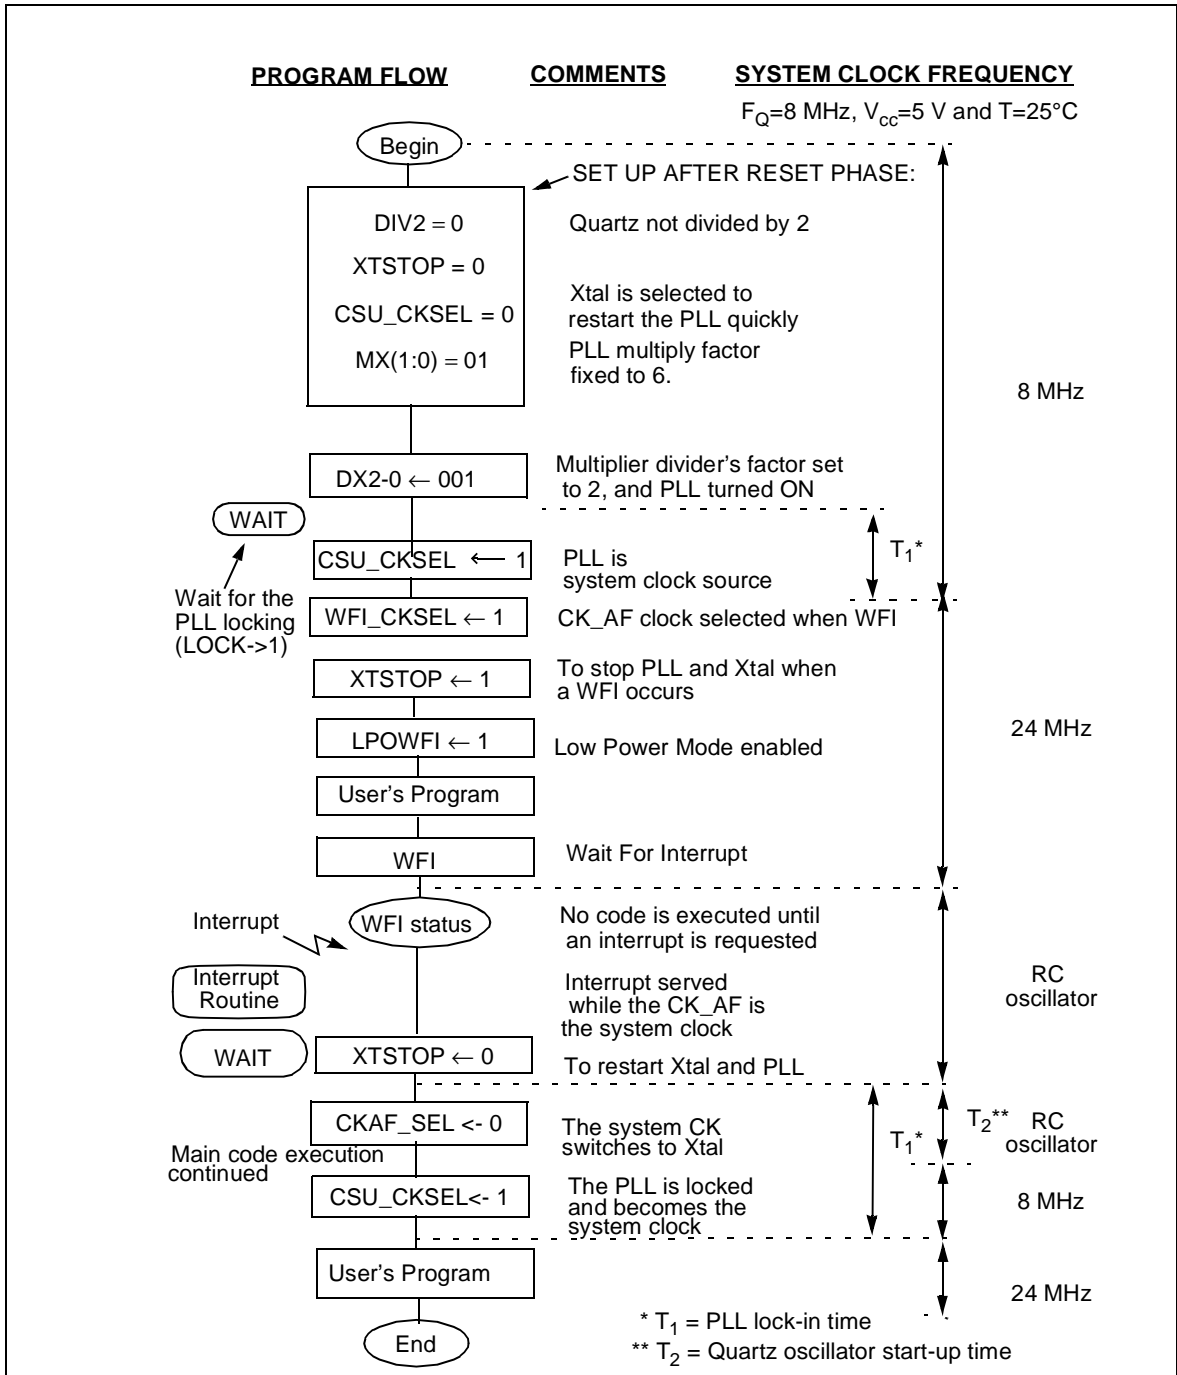 PROGRAM FLOW COMMENTS SYSTEM CLOCK FREQUENCY
F_Q=8 MHz, V_cc=5 V and T=25°C
Begin
SET UP AFTER RESET PHASE:
DIV2 = 0 Quartz not divided by 2
XTSTOP = 0
Xtal is selected to
CSU_CKSEL = 0 restart the PLL quickly
MX(1:0) = 01 PLL multiply factor
fixed to 6.
8 MHz
DX2-0 ← 001 Multiplier divider's factor set
to 2, and PLL turned ON
WAIT
T_1*
CSU_CKSEL ← 1 PLL is
system clock source
Wait for the
PLL locking
(LOCK->1)
WFI_CKSEL ← 1 CK_AF clock selected when WFI
XTSTOP ← 1 To stop PLL and Xtal when
a WFI occurs
24 MHz
LPOWFI ← 1 Low Power Mode enabled
User's Program
WFI Wait For Interrupt
WFI status No code is executed until
an interrupt is requested
Interrupt
Interrupt
Routine
Interrupt served
while the CK_AF is
the system clock
RC
oscillator
WAIT XTSTOP ← 0 To restart Xtal and PLL
CKAF_SEL <- 0 The system CK
switches to Xtal
T_1* T_2** RC
oscillator
Main code execution
continued
CSU_CKSEL<- 1 The PLL is locked
and becomes the
system clock
8 MHz
User's Program
24 MHz
* T_1 = PLL lock-in time
End
** T_2 = Quartz oscillator start-up time